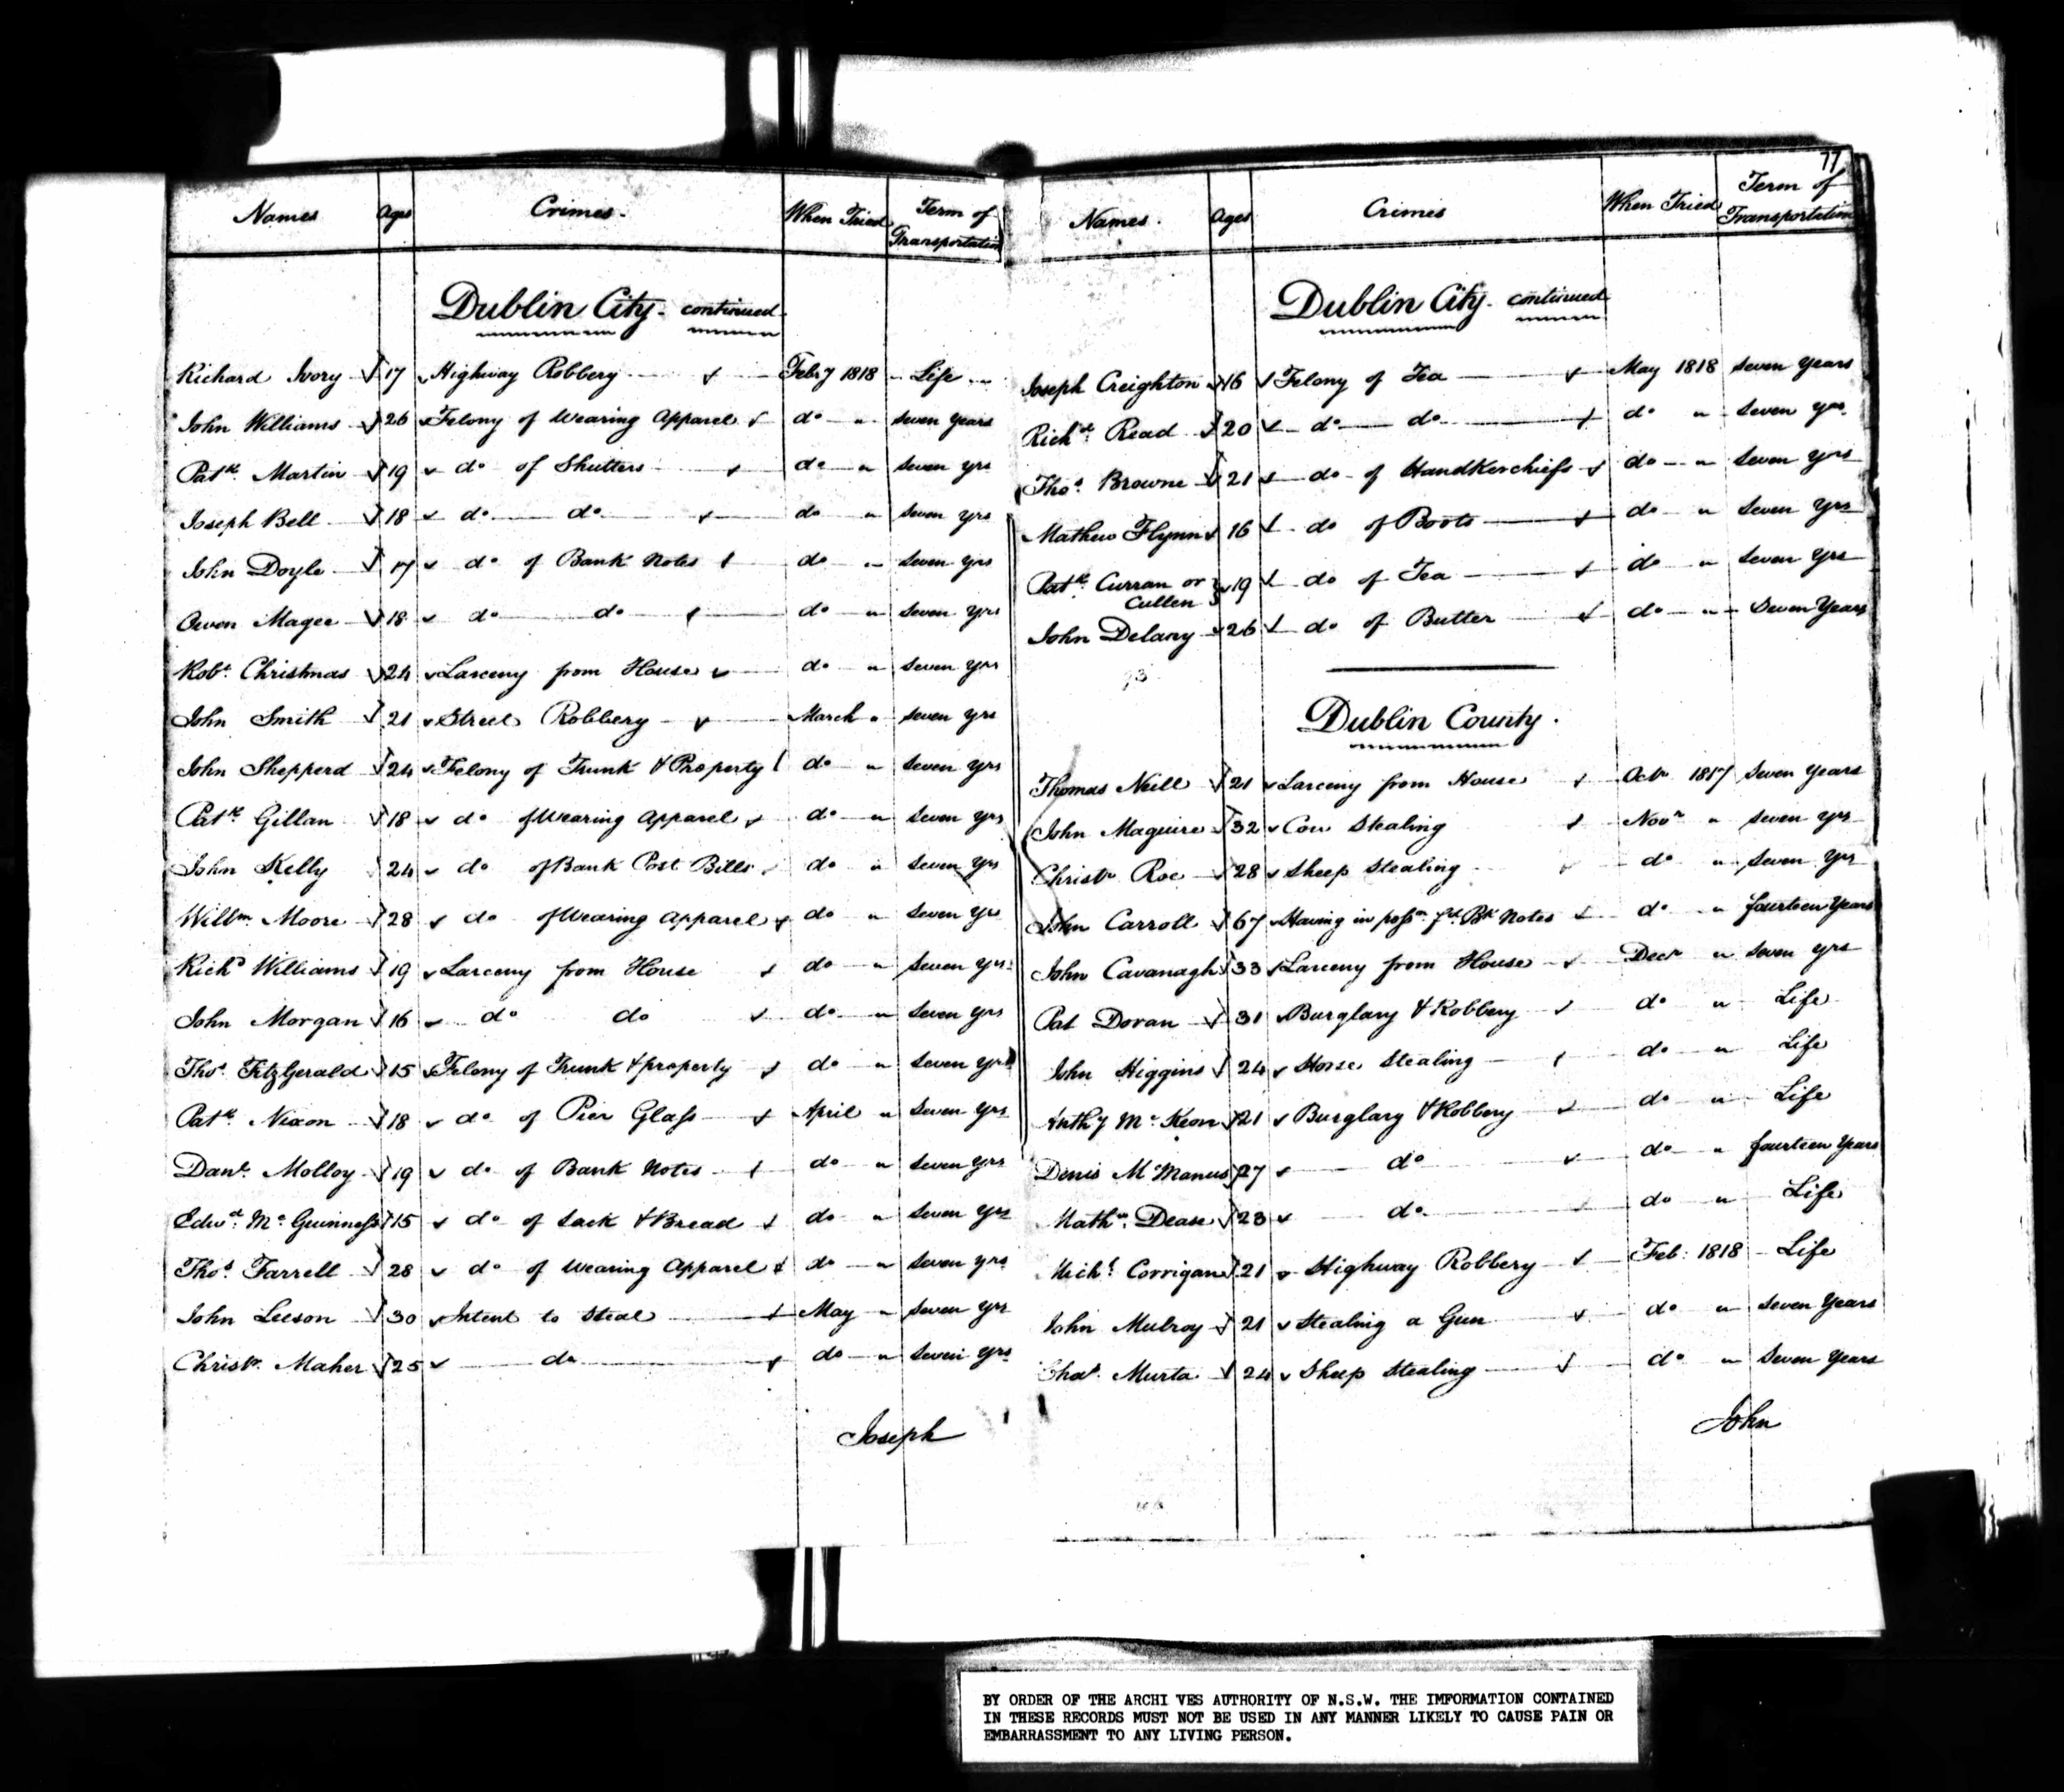 Names Ages Crimes When Tried Term of Transportation
Dublin City. continued
Richard Ivory 17 Highway Robbery Feby 1818 Life
John Williams 26 Felony of Wearing Apparel do " seven years
Patk. Martin 19 do of Shutters do " seven yrs
Joseph Bell 18 do do do " seven yrs
John Doyle 17 do of Bank Notes do " seven yrs
Owen Magee 18 do do do " seven yrs
Robt. Christmas 24 Larceny from House do " seven yrs
John Smith 21 Street Robbery March " seven yrs
John Shepperd 24 Felony of Trunk & Property do " seven yrs
Patk. Gillan 18 do of Wearing Apparel do " seven yrs
John Kelly 24 do of Bank Post Bills do " seven yrs
Willm. Moore 28 do of Wearing Apparel do " seven yrs
Richd Williams 19 Larceny from House do " seven yrs
John Morgan 16 do do do " seven yrs
Thos. FitzGerald 15 Felony of Trunk & property do " seven yrs
Patk. Nixon 18 do of Pier Glass April " seven yrs
Danl. Molloy 19 do of Bank Notes do " seven yrs
Edwd. Mc Guinness 15 do of Sack & Bread do " seven yrs
Thos. Farrell 28 do of Wearing Apparel do " seven yrs
John Leeson 30 Intent to Steal May " seven yrs
Christr. Maher 25 do do " seven yrs
Joseph
77
Names. Ages Crimes When Tried Term of Transportation
Dublin City. continued
Joseph Creighton 16 Felony of Tea May 1818 seven years
Richd. Read 20 do do do " seven yrs
Thos. Browne 21 do of Handkerchiefs do " seven yrs
Mathew Flynn 16 do of Boots do " seven yrs
Patk. Curran or 19 do of Tea do " seven yrs
Cullen
John Delany 26 do of Butter do " seven Years
Dublin County.
Thomas Neill 21 Larceny from House Octr 1817 seven years
John Maguire 32 Cow Stealing Novr " seven yrs
Christr Roe 28 Sheep Stealing do " seven yrs
John Carroll 67 Having in possn. fd. Bk Notes do " fourteen Years
John Cavanagh 33 Larceny from House Decr " seven yrs
Pat Doran 31 Burglary & Robbery do " Life
John Higgins 24 Horse Stealing do " Life
Anthy Mc Keon 21 Burglary & Robbery do " Life
Denis McManus 27 do do " fourteen years
Mathw. Dease 23 do do " Life
Michl. Corrigan 21 Highway Robbery Feb: 1818 Life
John Mulroy 21 Stealing a Gun do " seven Years
Chas. Murta 24 Sheep Stealing do " seven Years
John
BY ORDER OF THE ARCHI VES AUTHORITY OF N.S.W. THE IMFORMATION CONTAINED
IN THESE RECORDS MUST NOT BE USED IN ANY MANNER LIKELY TO CAUSE PAIN OR
EMBARRASSMENT TO ANY LIVING PERSON.